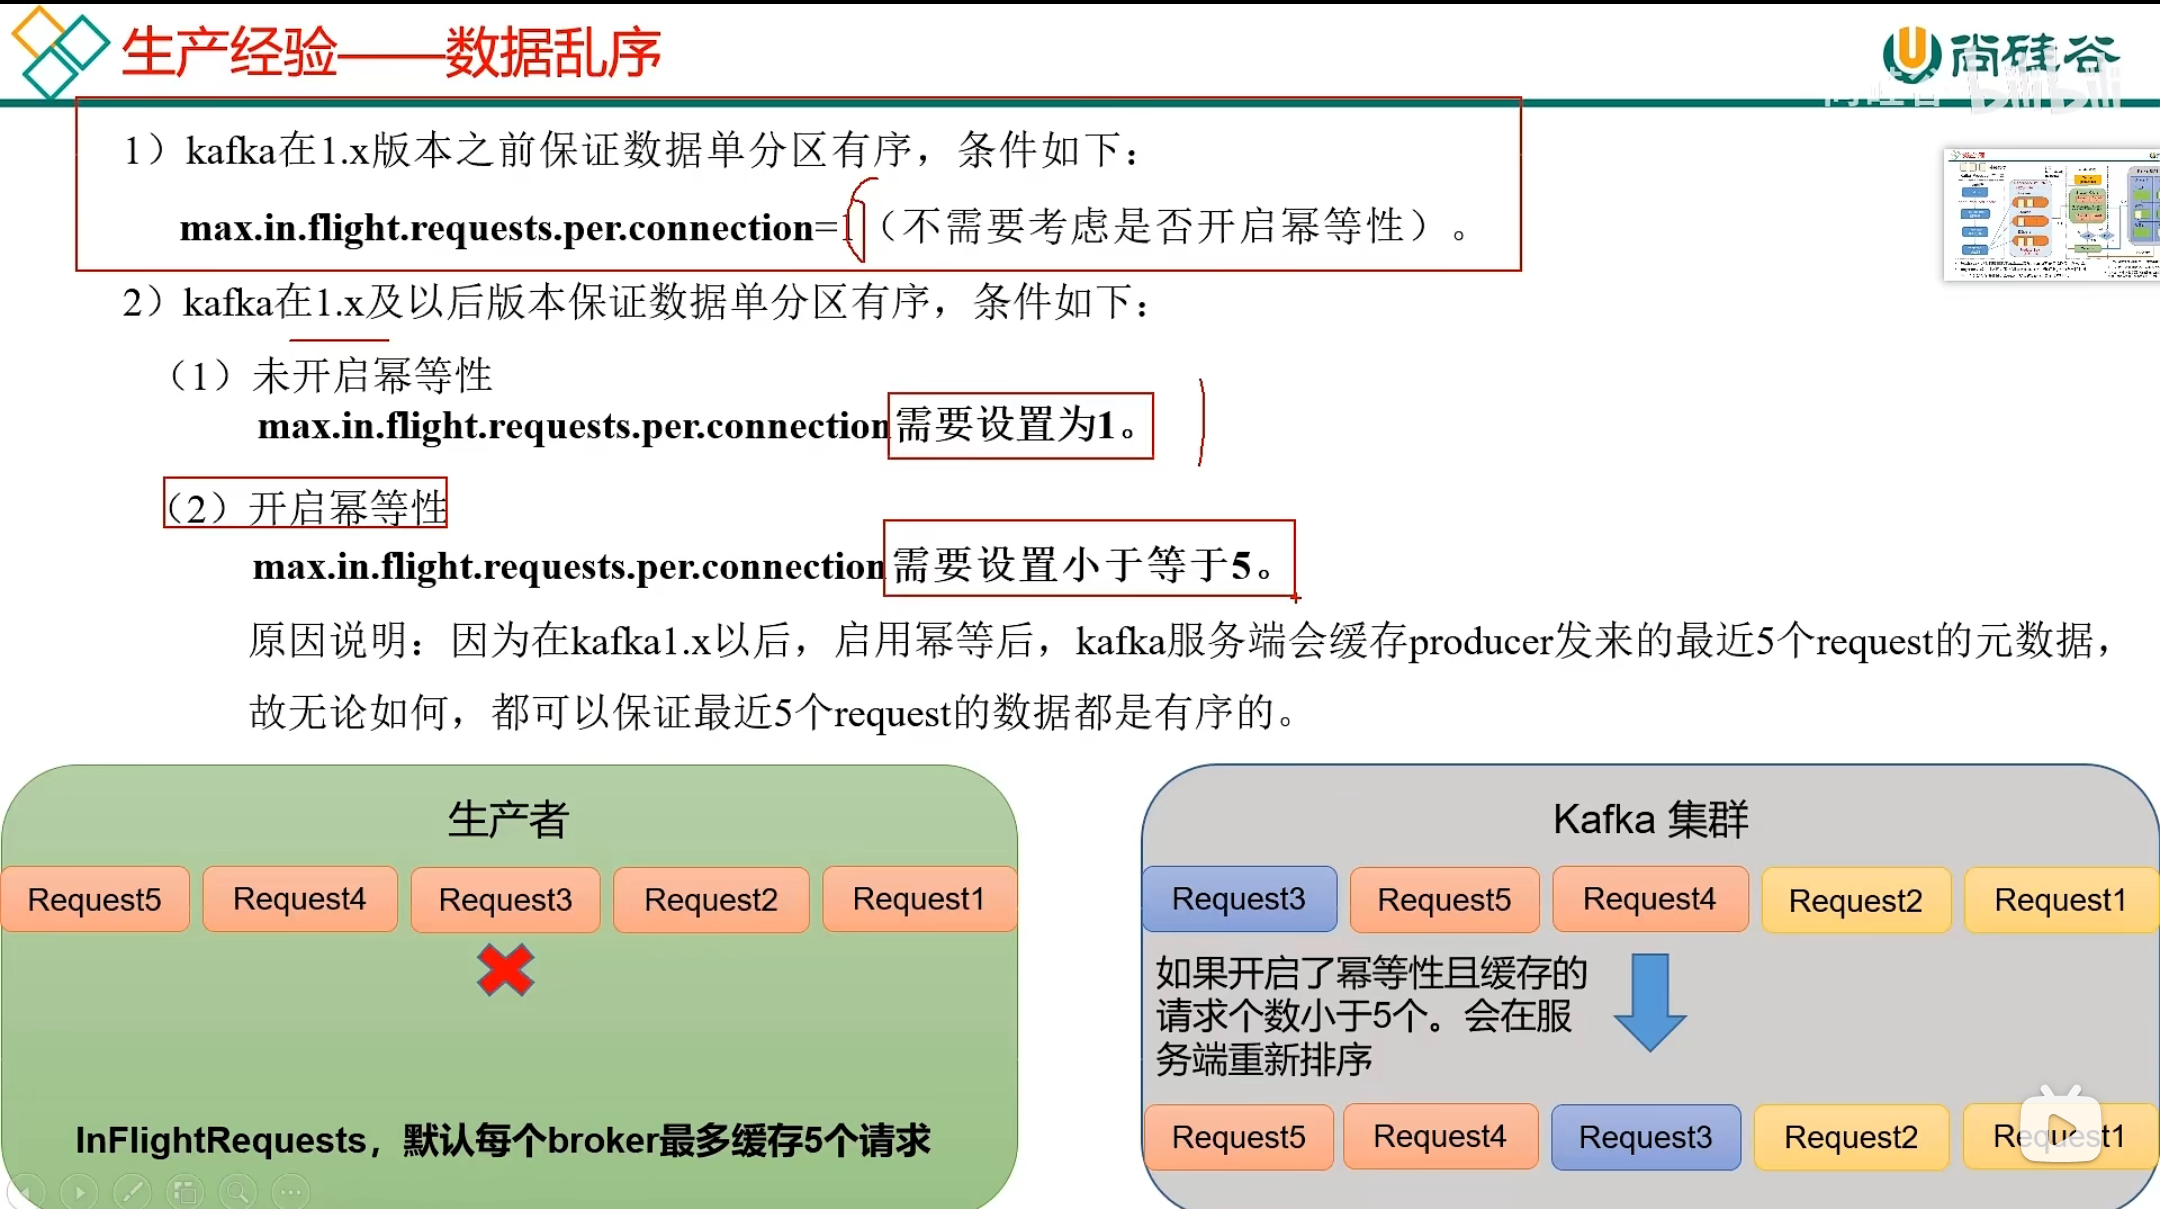 生产经验——数据乱序
尚硅谷
bilibili
1）kafka在1.x版本之前保证数据单分区有序，条件如下：
max.in.flight.requests.per.connection=1（不需要考虑是否开启幂等性）。
2）kafka在1.x及以后版本保证数据单分区有序，条件如下：
（1）未开启幂等性
max.in.flight.requests.per.connection需要设置为1。
（2）开启幂等性
max.in.flight.requests.per.connection需要设置小于等于5。
原因说明：因为在kafka1.x以后，启用幂等后，kafka服务端会缓存producer发来的最近5个request的元数据，
故无论如何，都可以保证最近5个request的数据都是有序的。
生产者
Request5 Request4 Request3 Request2 Request1
InFlightRequests，默认每个broker最多缓存5个请求
Kafka 集群
Request3 Request5 Request4 Request2 Request1
如果开启了幂等性且缓存的
请求个数小于5个。会在服
务端重新排序
Request5 Request4 Request3 Request2 Request1